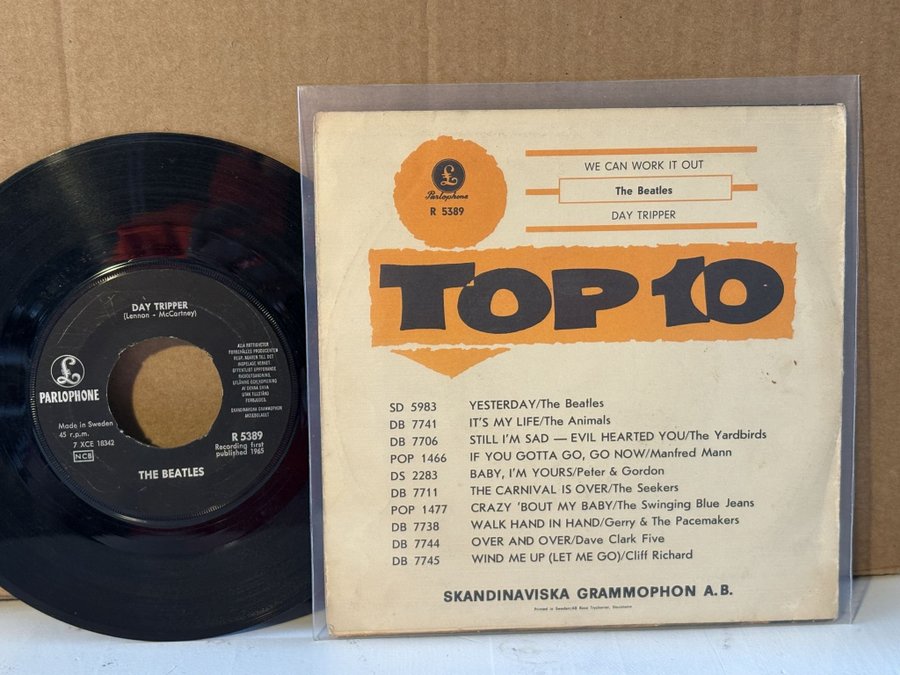 DAY TRIPPER
(Lennon - McCartney)
PARLOPHONE
Made in Sweden
45 r.p.m.
7 XCE 18342
NCB
R 5389
Recording first
published 1965
THE BEATLES
SKANDINAVISKA GRAMMOPHON
AKTIEBOLAGET
Parlophone
R 5389
WE CAN WORK IT OUT
The Beatles
DAY TRIPPER
TOP 10
SD 5983 YESTERDAY/The Beatles
DB 7741 IT'S MY LIFE/The Animals
DB 7706 STILL I'M SAD — EVIL HEARTED YOU/The Yardbirds
POP 1466 IF YOU GOTTA GO, GO NOW/Manfred Mann
DS 2283 BABY, I'M YOURS/Peter & Gordon
DB 7711 THE CARNIVAL IS OVER/The Seekers
POP 1477 CRAZY 'BOUT MY BABY/The Swinging Blue Jeans
DB 7738 WALK HAND IN HAND/Gerry & The Pacemakers
DB 7744 OVER AND OVER/Dave Clark Five
DB 7745 WIND ME UP (LET ME GO)/Cliff Richard
SKANDINAVISKA GRAMMOPHON A.B.